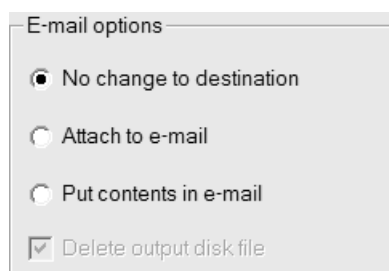 E-mail options
No change to destination
Attach to e-mail
Put contents in e-mail
Delete output disk file